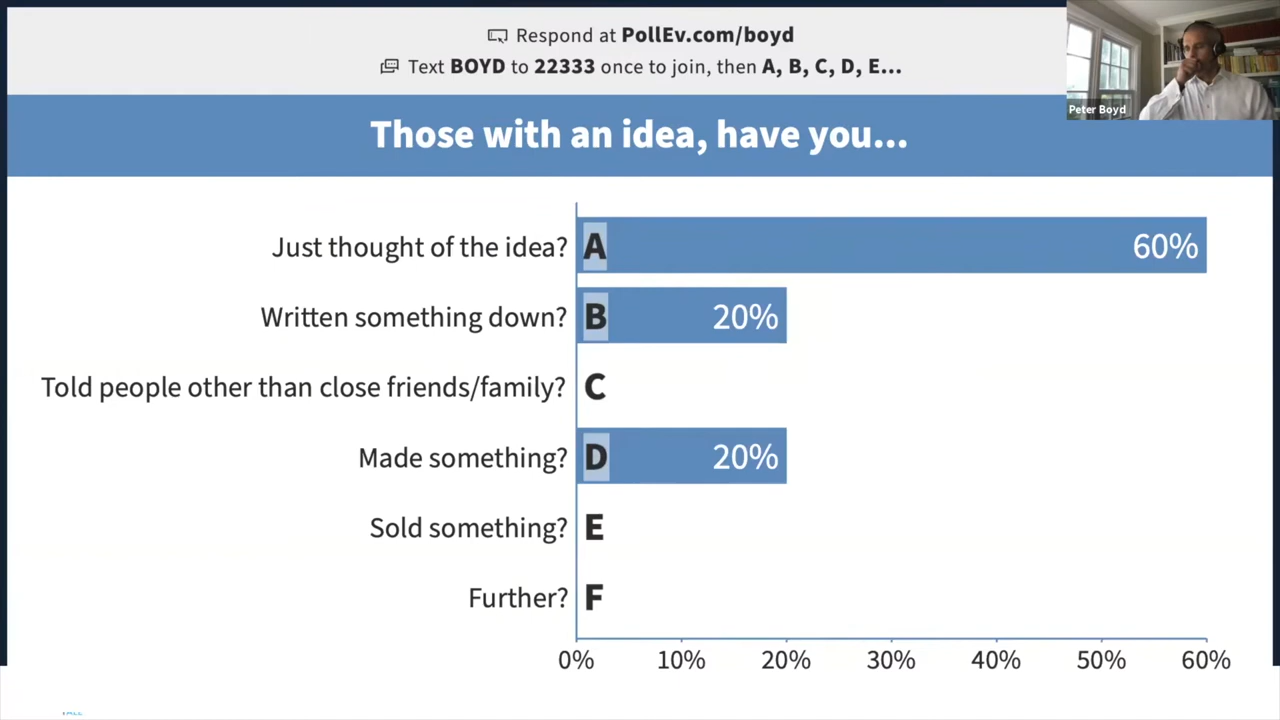 Respond at PollEv.com/boyd
Text BOYD to 22333 once to join, then A, B, C, D, E...
Peter Boyd
Those with an idea, have you...
Just thought of the idea? A 60%
Written something down? B 20%
Told people other than close friends/family? C
Made something? D 20%
Sold something? E
Further? F
0% 10% 20% 30% 40% 50% 60%